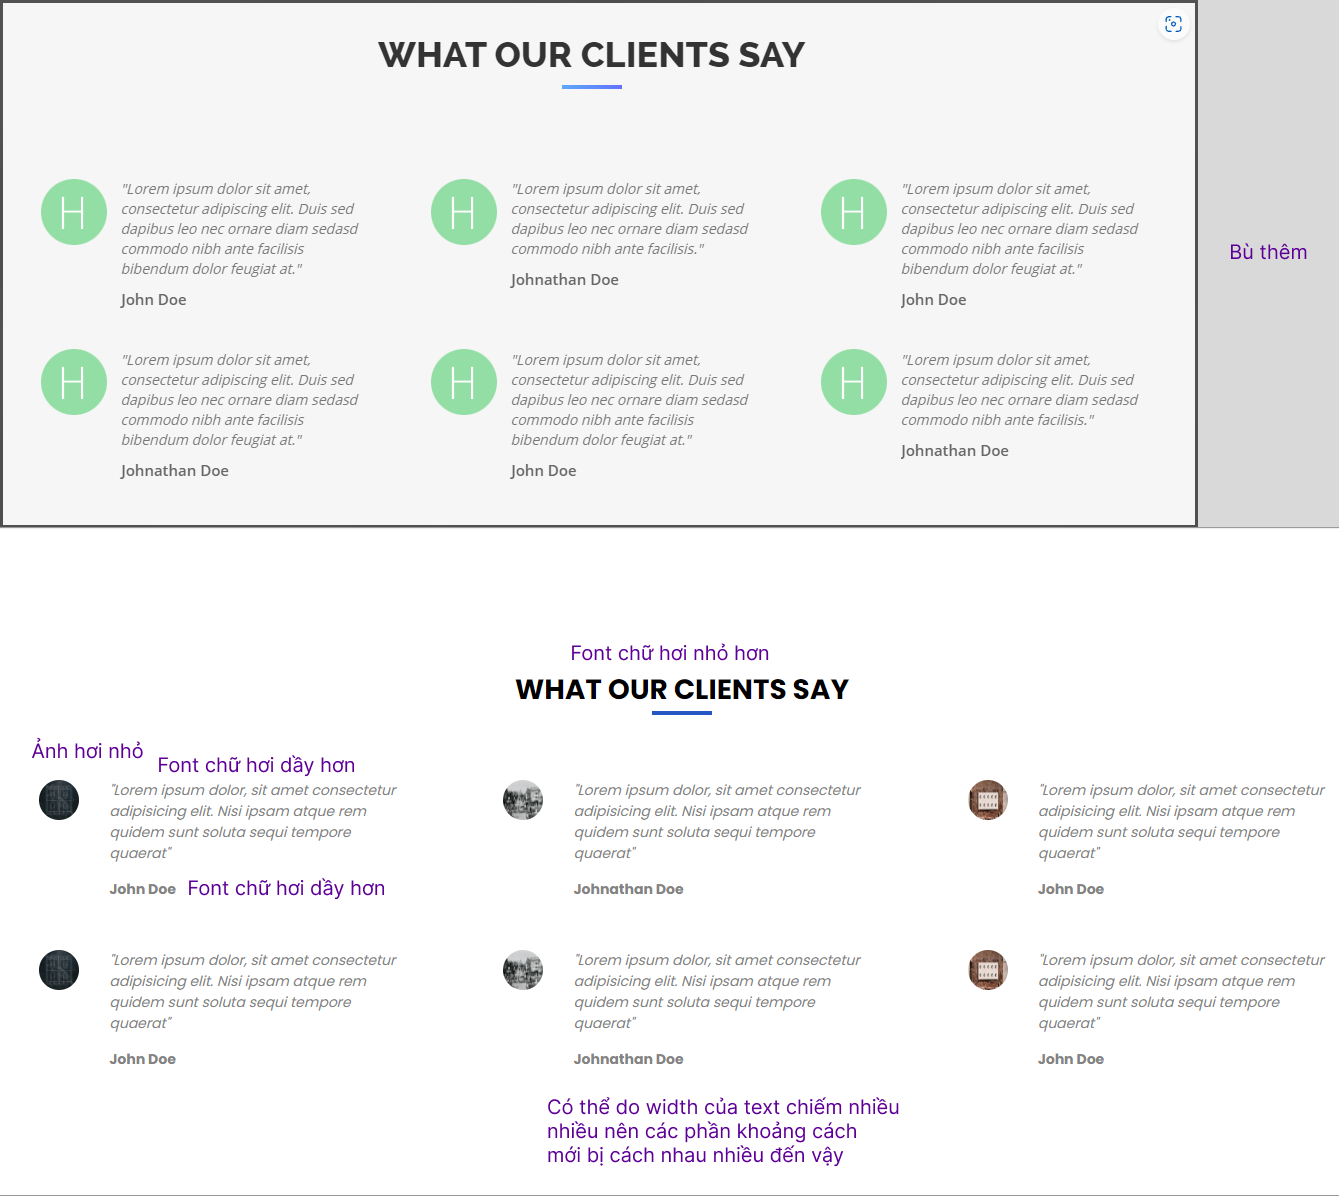 WHAT OUR CLIENTS SAY
"Lorem ipsum dolor sit amet,
consectetur adipiscing elit. Duis sed
dapibus leo nec ornare diam sedasd
commodo nibh ante facilisis
bibendum dolor feugiat at."
John Doe
"Lorem ipsum dolor sit amet,
consectetur adipiscing elit. Duis sed
dapibus leo nec ornare diam sedasd
commodo nibh ante facilisis."
Johnathan Doe
"Lorem ipsum dolor sit amet,
consectetur adipiscing elit. Duis sed
dapibus leo nec ornare diam sedasd
commodo nibh ante facilisis
bibendum dolor feugiat at."
John Doe
Bù thêm
"Lorem ipsum dolor sit amet,
consectetur adipiscing elit. Duis sed
dapibus leo nec ornare diam sedasd
commodo nibh ante facilisis
bibendum dolor feugiat at."
Johnathan Doe
"Lorem ipsum dolor sit amet,
consectetur adipiscing elit. Duis sed
dapibus leo nec ornare diam sedasd
commodo nibh ante facilisis
bibendum dolor feugiat at."
John Doe
"Lorem ipsum dolor sit amet,
consectetur adipiscing elit. Duis sed
dapibus leo nec ornare diam sedasd
commodo nibh ante facilisis."
Johnathan Doe
H
H
H
H
H
H
Font chữ hơi nhỏ hơn
WHAT OUR CLIENTS SAY
Ảnh hơi nhỏ
Font chữ hơi dầy hơn
"Lorem ipsum dolor, sit amet consectetur
adipisicing elit. Nisi ipsam atque rem
quidem sunt soluta sequi tempore
quaerat"
John Doe
Font chữ hơi dầy hơn
"Lorem ipsum dolor, sit amet consectetur
adipisicing elit. Nisi ipsam atque rem
quidem sunt soluta sequi tempore
quaerat"
Johnathan Doe
"Lorem ipsum dolor, sit amet consectetur
adipisicing elit. Nisi ipsam atque rem
quidem sunt soluta sequi tempore
quaerat"
John Doe
"Lorem ipsum dolor, sit amet consectetur
adipisicing elit. Nisi ipsam atque rem
quidem sunt soluta sequi tempore
quaerat"
John Doe
"Lorem ipsum dolor, sit amet consectetur
adipisicing elit. Nisi ipsam atque rem
quidem sunt soluta sequi tempore
quaerat"
Johnathan Doe
"Lorem ipsum dolor, sit amet consectetur
adipisicing elit. Nisi ipsam atque rem
quidem sunt soluta sequi tempore
quaerat"
John Doe
Có thể do width của text chiếm nhiều
nhiều nên các phần khoảng cách
mới bị cách nhau nhiều đến vậy